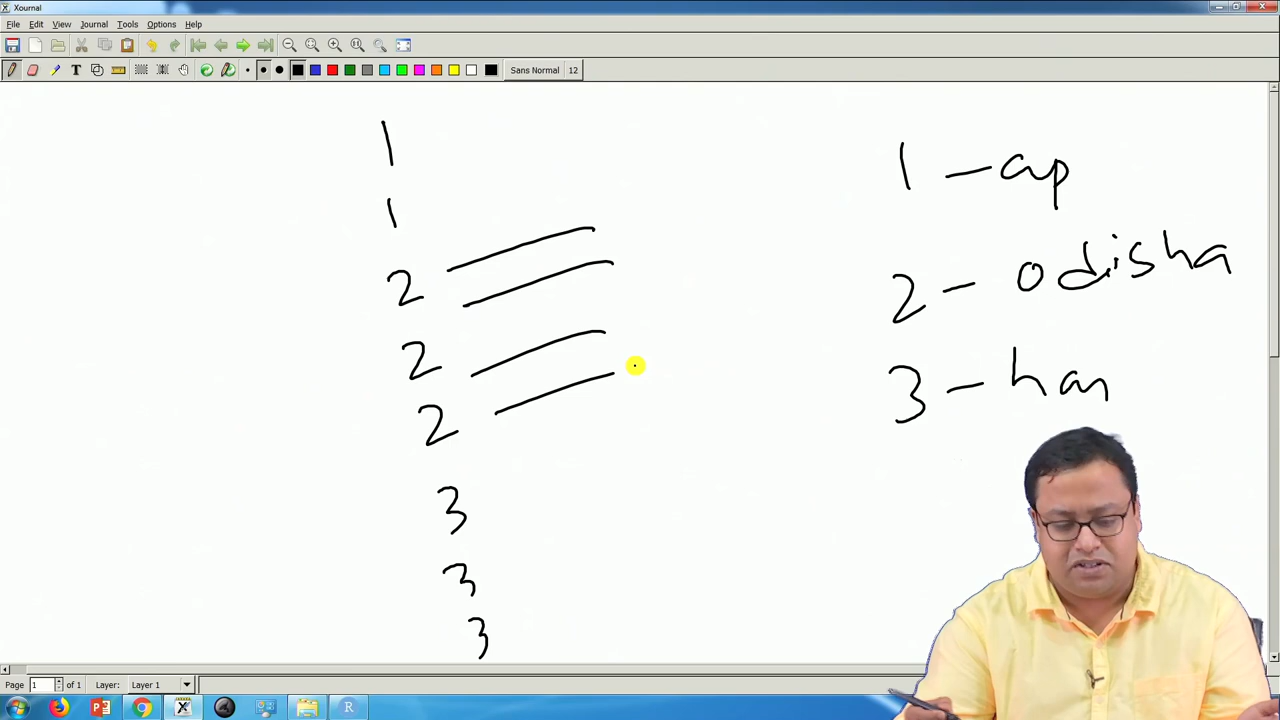 Xournal
File Edit View Journal Tools Options Help
Sans Normal 12
1
1
2
2
2
3
3
3
1 - ap
2 - odisha
3 - har
Page 1 of 1 Layer: Layer 1